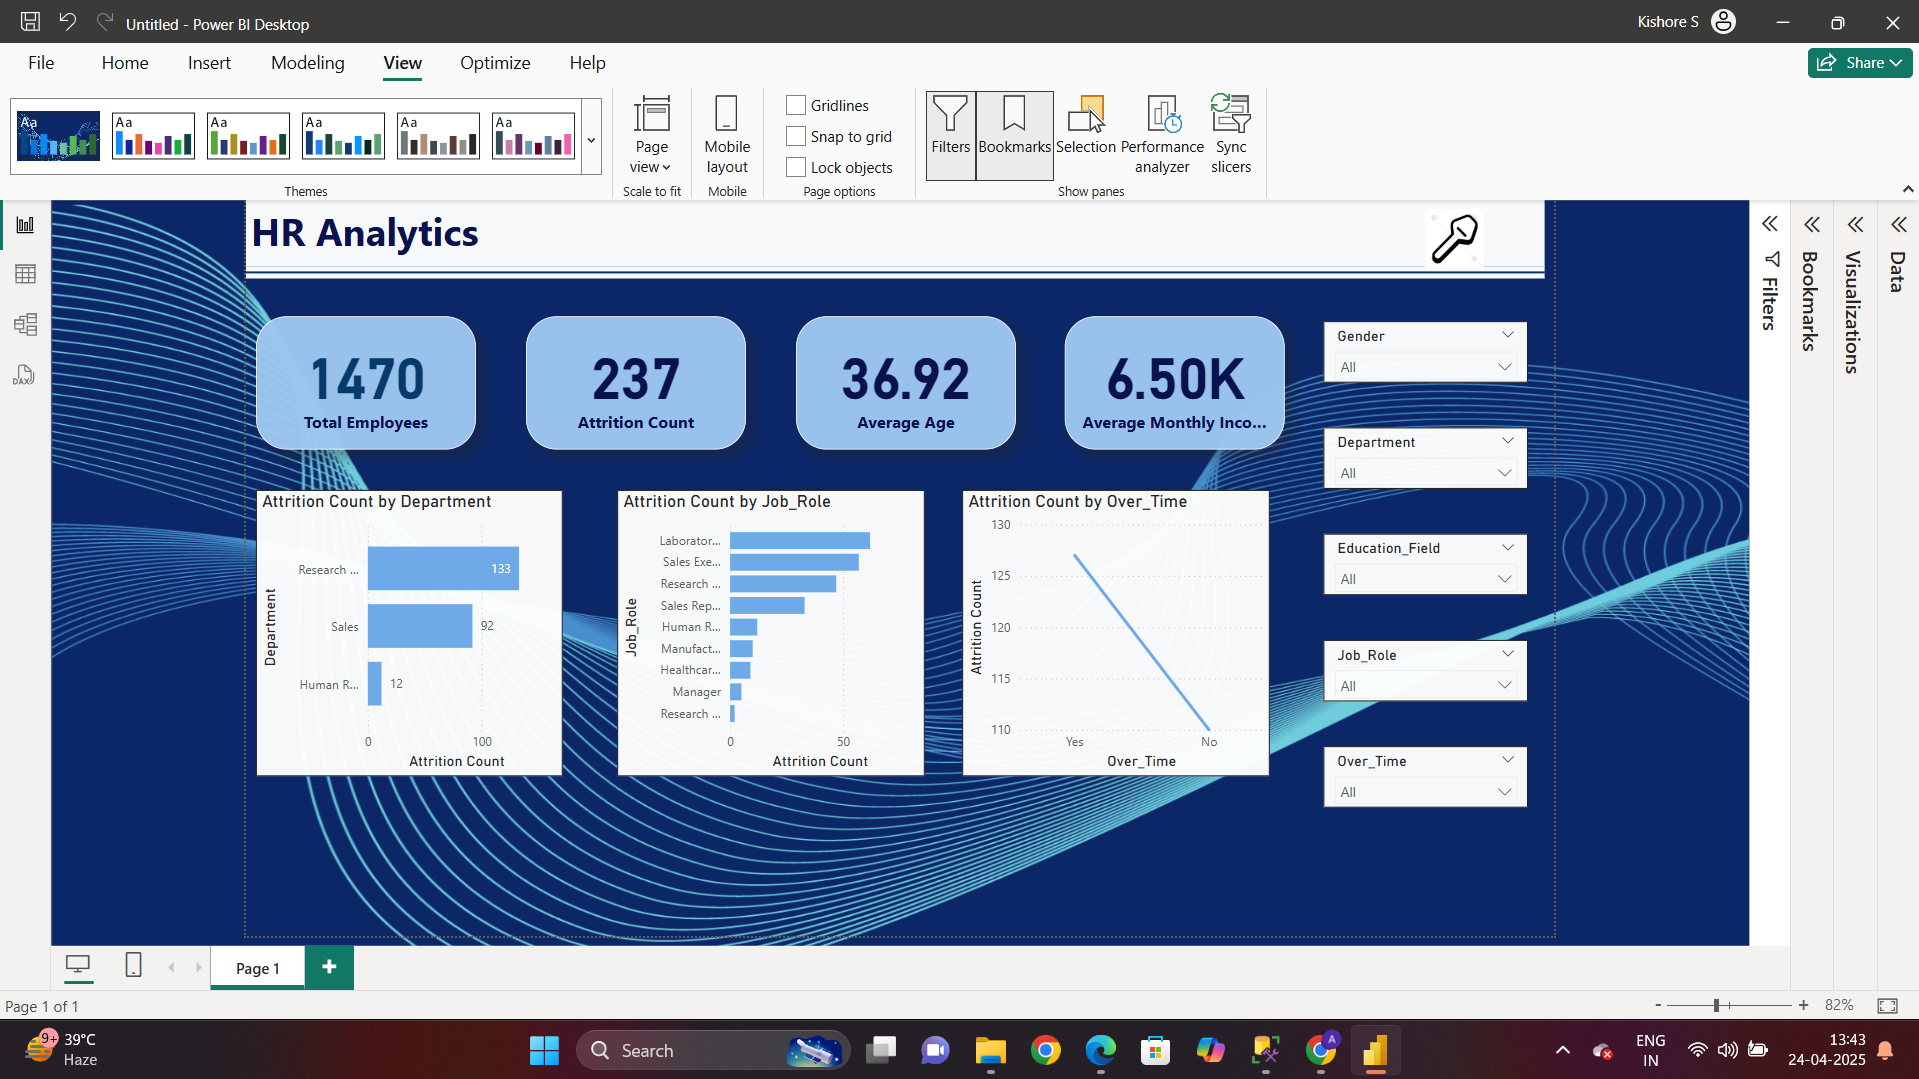 Untitled - Power BI Desktop
Kishore S
File Home Insert Modeling View Optimize Help
Share
Aa Aa Aa Aa Aa Aa
Themes
Page view
Scale to fit
Mobile layout
Mobile
Gridlines
Snap to grid
Lock objects
Page options
Filters
Bookmarks
Selection
Performance analyzer
Sync slicers
Show panes
DAX
HR Analytics
1470
Total Employees
237
Attrition Count
36.92
Average Age
6.50K
Average Monthly Inco...
Attrition Count by Department
Department
Research ...
133
Sales
92
Human R...
12
0 100
Attrition Count
Attrition Count by Job_Role
Job_Role
Laborator...
Sales Exe...
Research ...
Sales Rep...
Human R...
Manufact...
Healthcar...
Manager
Research ...
0 50
Attrition Count
Attrition Count by Over_Time
Attrition Count
130
125
120
115
110
Yes No
Over_Time
Gender
All
Department
All
Education_Field
All
Job_Role
All
Over_Time
All
Filters
Bookmarks
Visualizations
Data
Page 1
+
Page 1 of 1
- + 82%
9+
39°C
Haze
Search
A
ENG
IN
13:43
24-04-2025